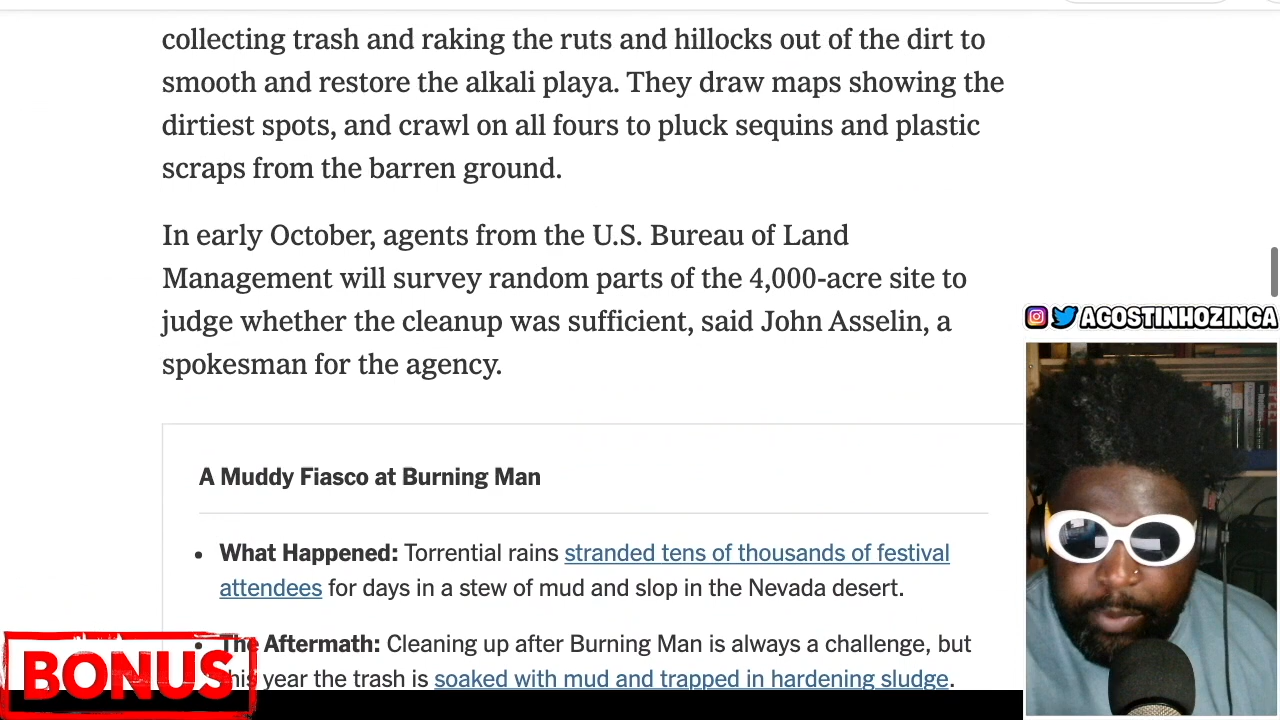 collecting trash and raking the ruts and hillocks out of the dirt to
smooth and restore the alkali playa. They draw maps showing the
dirtiest spots, and crawl on all fours to pluck sequins and plastic
scraps from the barren ground.
In early October, agents from the U.S. Bureau of Land
Management will survey random parts of the 4,000-acre site to
judge whether the cleanup was sufficient, said John Asselin, a
spokesman for the agency.
AGOSTINHOZINGA
A Muddy Fiasco at Burning Man
• What Happened: Torrential rains stranded tens of thousands of festival
attendees for days in a stew of mud and slop in the Nevada desert.
• The Aftermath: Cleaning up after Burning Man is always a challenge, but
his year the trash is soaked with mud and trapped in hardening sludge.
BONUS